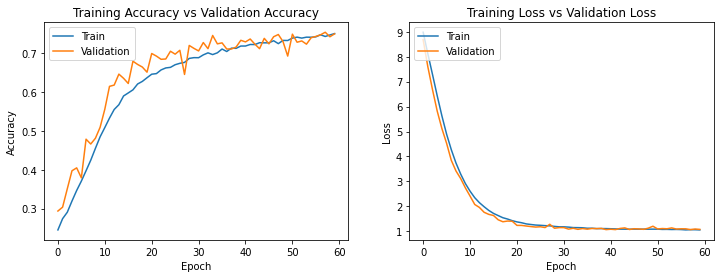 Training Accuracy vs Validation Accuracy
Train
Validation
0.7
0.6
0.5
0.4
0.3
Accuracy
0 10 20 30 40 50 60
Epoch
Training Loss vs Validation Loss
Train
Validation
9
8
7
6
5
4
3
2
1
Loss
0 10 20 30 40 50 60
Epoch